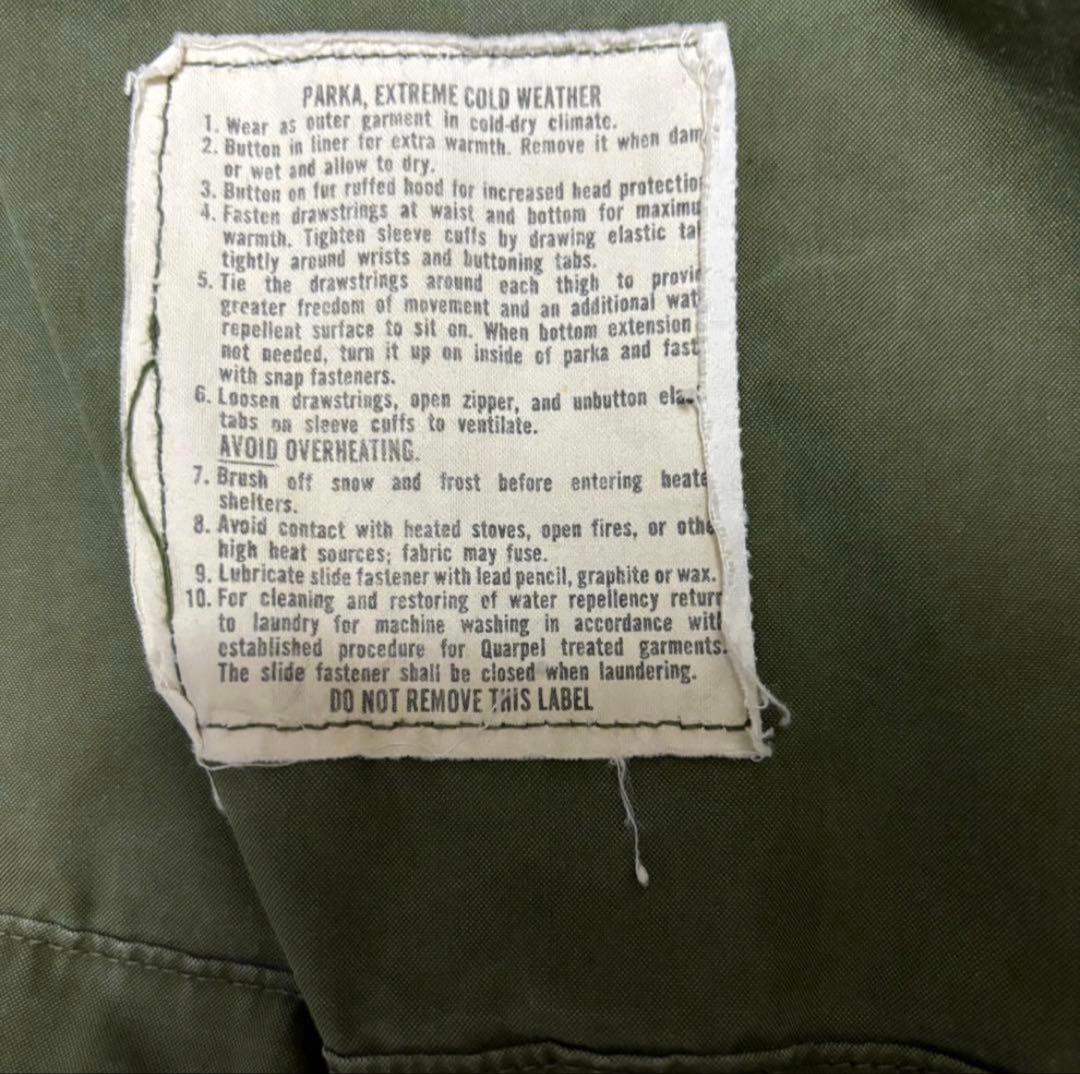 PARKA, EXTREME COLD WEATHER
1. Wear as outer garment in cold-dry climate.
2. Button in liner for extra warmth. Remove it when dam
or wet and allow to dry.
3. Button on fur ruffed hood for increased head protection
4. Fasten drawstrings at waist and bottom for maximu
warmth. Tighten sleeve cuffs by drawing elastic ta
tightly around wrists and buttoning tabs.
5. Tie the drawstrings around each thigh to provid
greater freedom of movement and an additional wat
repellent surface to sit on. When bottom extension
not needed, turn it up on inside of parka and fast
with snap fasteners.
6. Loosen drawstrings, open zipper, and unbutton elas
tabs on sleeve cuffs to ventilate.
AVOID OVERHEATING.
7. Brush off snow and frost before entering heate
shelters.
8. Avoid contact with heated stoves, open fires, or othe
high heat sources; fabric may fuse.
9. Lubricate slide fastener with lead pencil, graphite or wax.
10. For cleaning and restoring of water repellency return
to laundry for machine washing in accordance with
established procedure for Quarpel treated garments.
The slide fastener shall be closed when laundering.
DO NOT REMOVE THIS LABEL